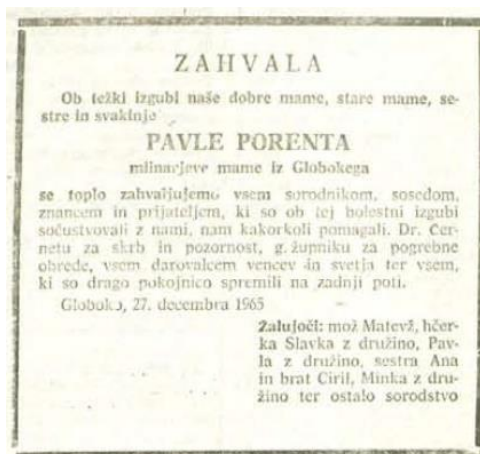 ZAHVALA
Ob težki izgubi naše dobre mame, stare mame, se-
stre in svakinje
PAVLE PORENTA
mlinarjeve mame iz Globokega
se toplo zahvaljujemo vsem sorodnikom, sosedom,
znancem in prijateljem, ki so ob tej bolestni izgubi
sočustvovali z nami, nam kakorkoli pomagali. Dr. Čer-
netu za skrb in pozornost, g. župniku za pogrebne
obrede, vsem darovalcem vencev in svetja ter vsem,
ki so drago pokojnico spremili na zadnji poti.
Globoko, 27. decembra 1965
Žalujoči: mož Matevž, hčer-
ka Slavka z družino, Pav-
la z družino, sestra Ana
in brat Ciril, Minka z dru-
žino ter ostalo sorodstvo